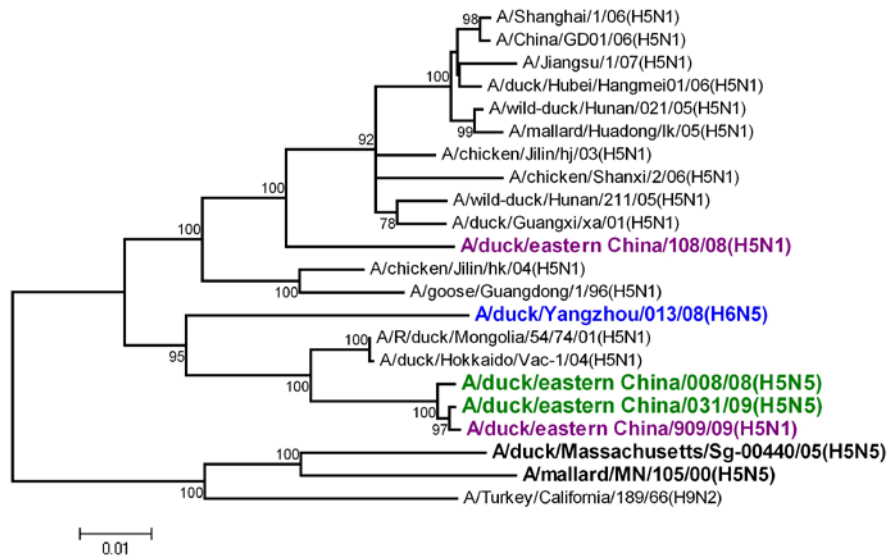 98
A/Shanghai/1/06(H5N1)
A/China/GD01/06(H5N1)
A/Jiangsu/1/07(H5N1)
100
A/duck/Hubei/Hangmei01/06(H5N1)
A/wild-duck/Hunan/021/05(H5N1)
99
A/mallard/Huadong/lk/05(H5N1)
92
A/chicken/Jilin/hj/03(H5N1)
A/chicken/Shanxi/2/06(H5N1)
100
A/wild-duck/Hunan/211/05(H5N1)
78
A/duck/Guangxi/xa/01(H5N1)
100
A/duck/eastern China/108/08(H5N1)
A/chicken/Jilin/hk/04(H5N1)
100
A/goose/Guangdong/1/96(H5N1)
A/duck/Yangzhou/013/08(H6N5)
95
100
A/R/duck/Mongolia/54/74/01(H5N1)
A/duck/Hokkaido/Vac-1/04(H5N1)
100
A/duck/eastern China/008/08(H5N5)
100
A/duck/eastern China/031/09(H5N5)
97
A/duck/eastern China/909/09(H5N1)
A/duck/Massachusetts/Sg-00440/05(H5N5)
100
A/mallard/MN/105/00(H5N5)
100
A/Turkey/California/189/66(H9N2)
0.01